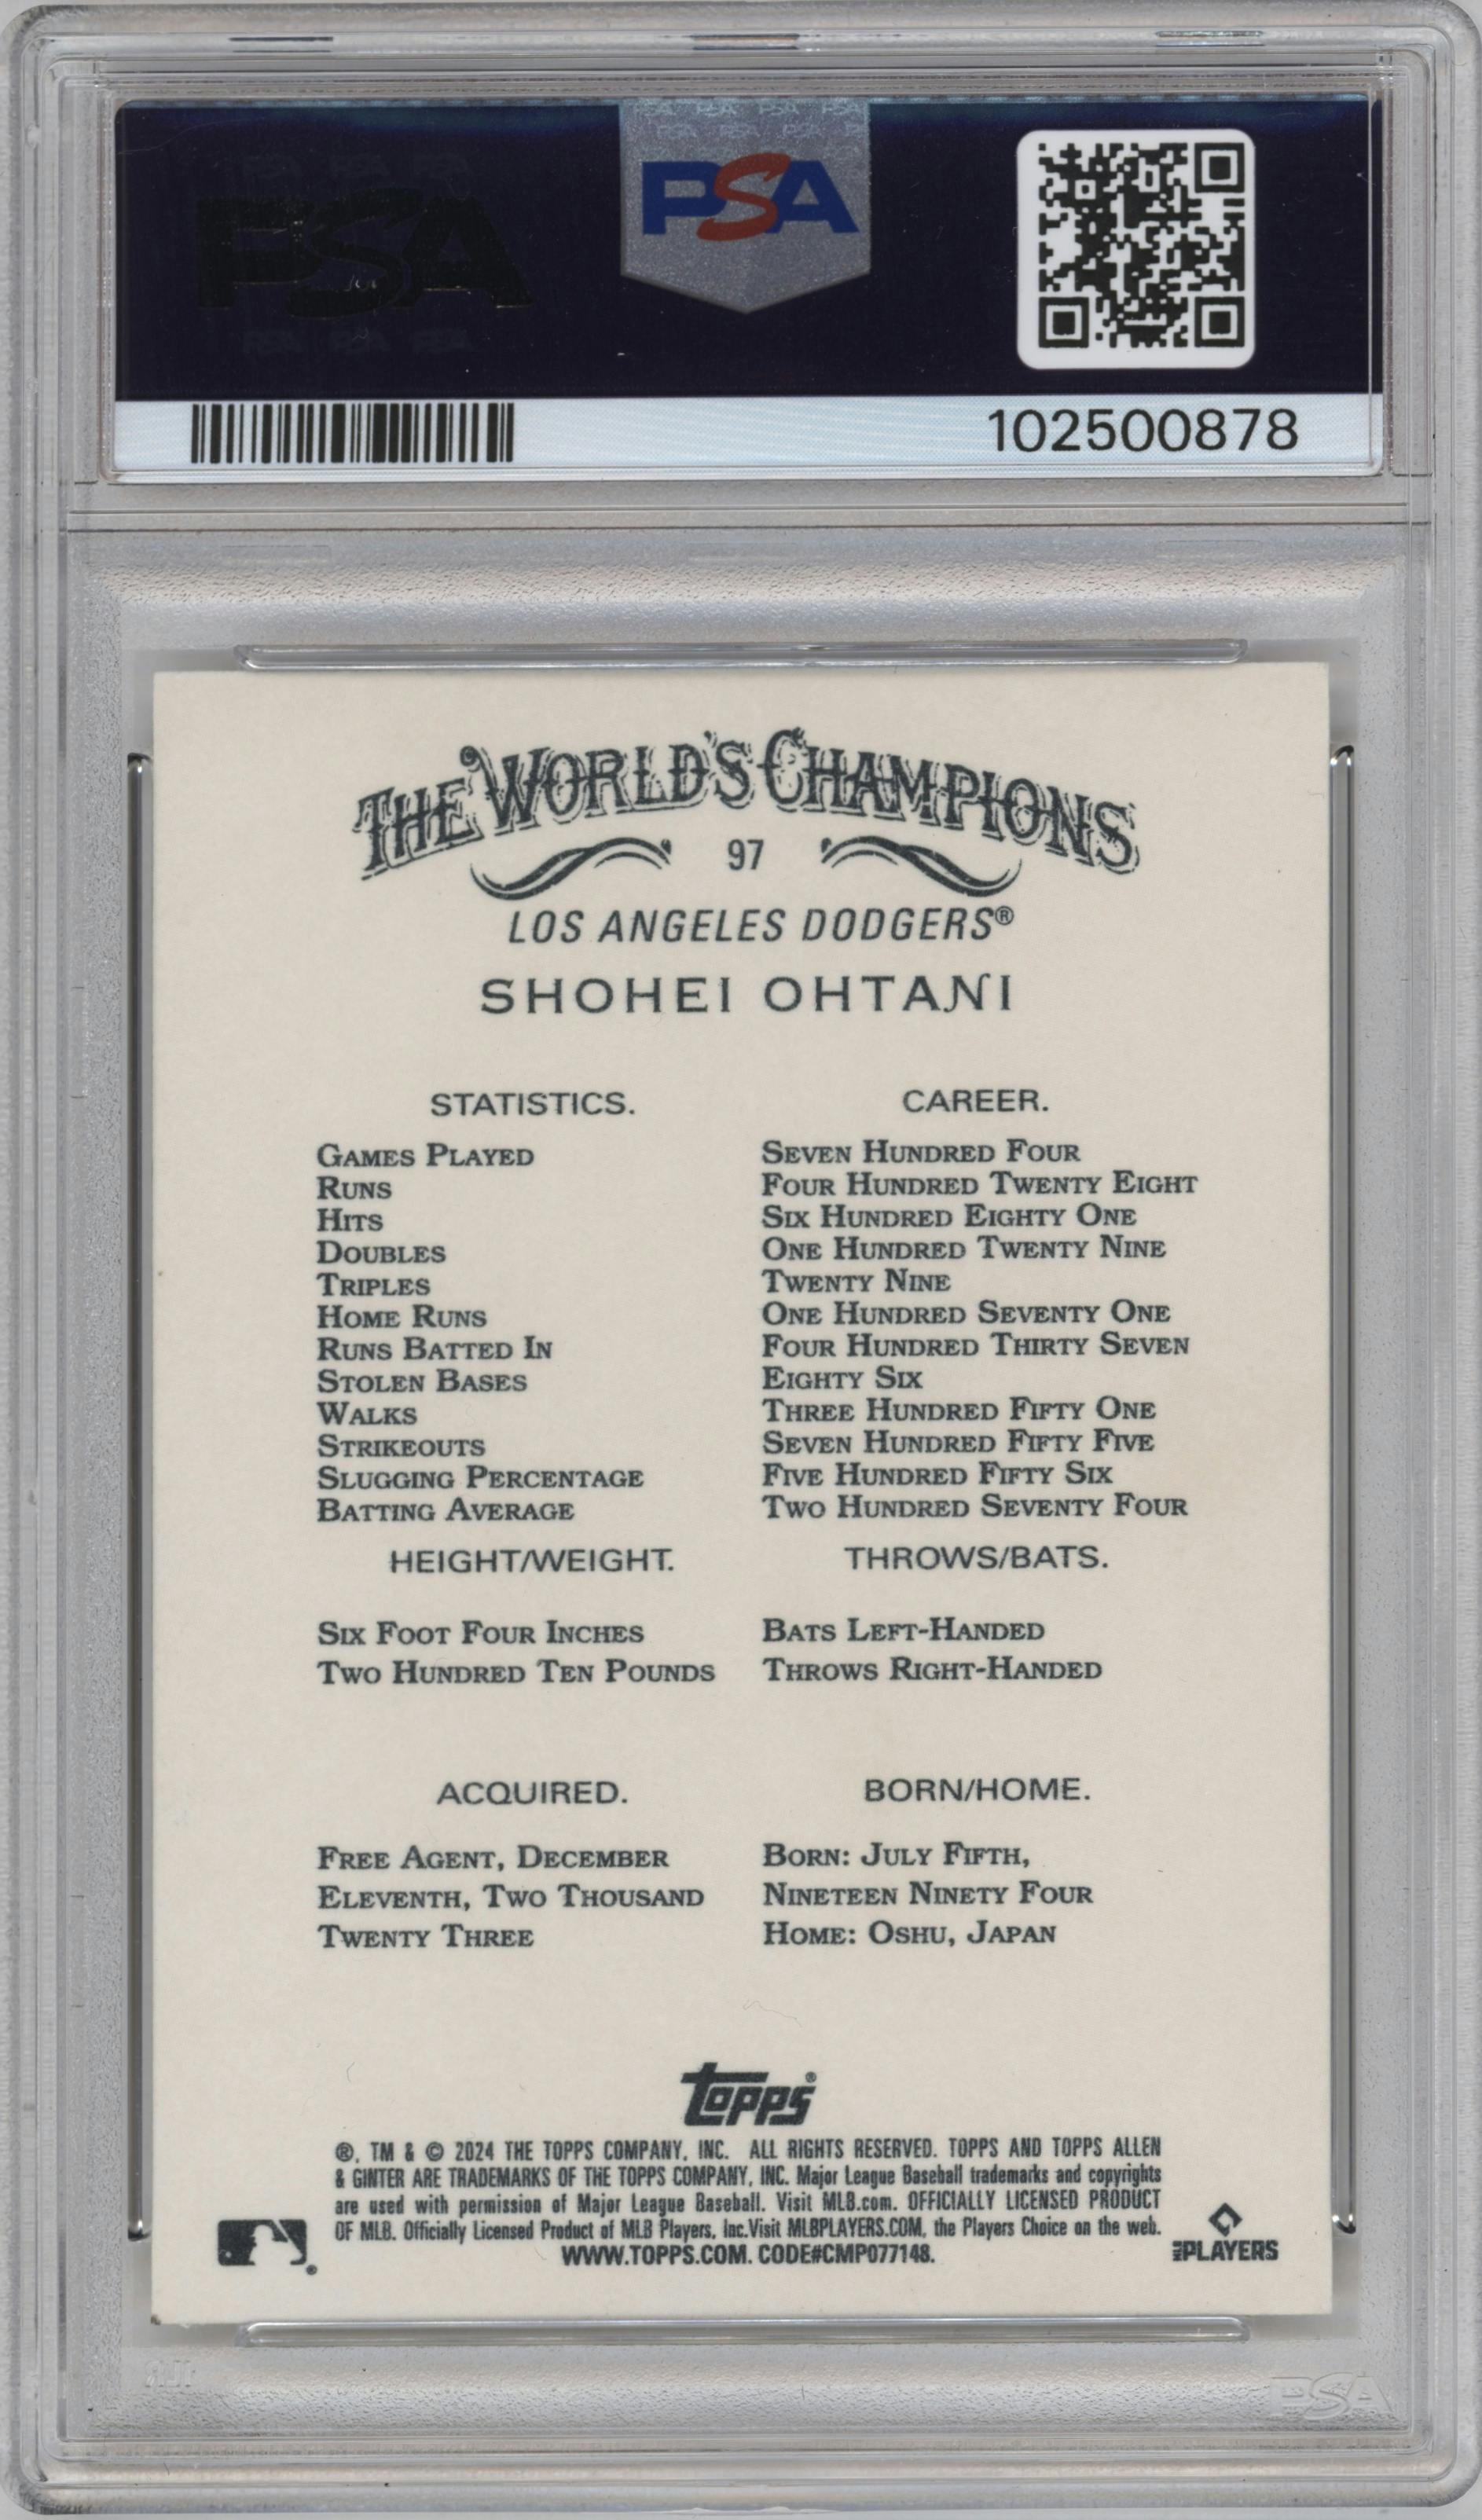 PSA
PSA
102500878
THE WORLD'S CHAMPIONS
97
LOS ANGELES DODGERS®
SHOHEI OHTANI
STATISTICS. CAREER.
GAMES PLAYED SEVEN HUNDRED FOUR
RUNS FOUR HUNDRED TWENTY EIGHT
HITS SIX HUNDRED EIGHTY ONE
DOUBLES ONE HUNDRED TWENTY NINE
TRIPLES TWENTY NINE
HOME RUNS ONE HUNDRED SEVENTY ONE
RUNS BATTED IN FOUR HUNDRED THIRTY SEVEN
STOLEN BASES EIGHTY SIX
WALKS THREE HUNDRED FIFTY ONE
STRIKEOUTS SEVEN HUNDRED FIFTY FIVE
SLUGGING PERCENTAGE FIVE HUNDRED FIFTY SIX
BATTING AVERAGE TWO HUNDRED SEVENTY FOUR
HEIGHT/WEIGHT. THROWS/BATS.
SIX FOOT FOUR INCHES BATS LEFT-HANDED
TWO HUNDRED TEN POUNDS THROWS RIGHT-HANDED
ACQUIRED. BORN/HOME.
FREE AGENT, DECEMBER BORN: JULY FIFTH,
ELEVENTH, TWO THOUSAND NINETEEN NINETY FOUR
TWENTY THREE HOME: OSHU, JAPAN
topps®
®, TM & © 2024 THE TOPPS COMPANY, INC. ALL RIGHTS RESERVED. TOPPS AND TOPPS ALLEN
& GINTER ARE TRADEMARKS OF THE TOPPS COMPANY, INC. Major League Baseball trademarks and copyrights
are used with permission of Major League Baseball. Visit MLB.com. OFFICIALLY LICENSED PRODUCT
OF MLB. Officially Licensed Product of MLB Players, Inc.Visit MLBPLAYERS.COM, the Players Choice on the web.
WWW.TOPPS.COM. CODE#CMP077148.
MLB PLAYERS
PSA